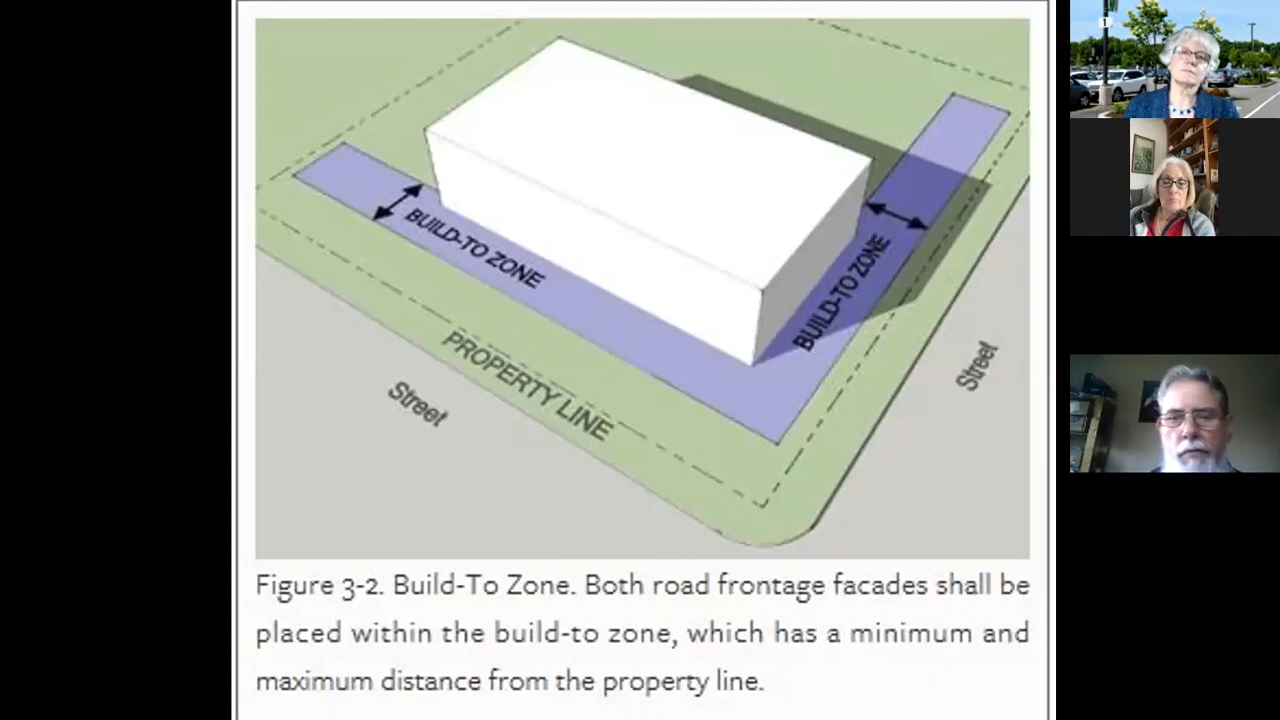 BUILD-TO ZONE
BUILD-TO ZONE
PROPERTY LINE
Street
Street
Figure 3-2. Build-To Zone. Both road frontage facades shall be
placed within the build-to zone, which has a minimum and
maximum distance from the property line.
1